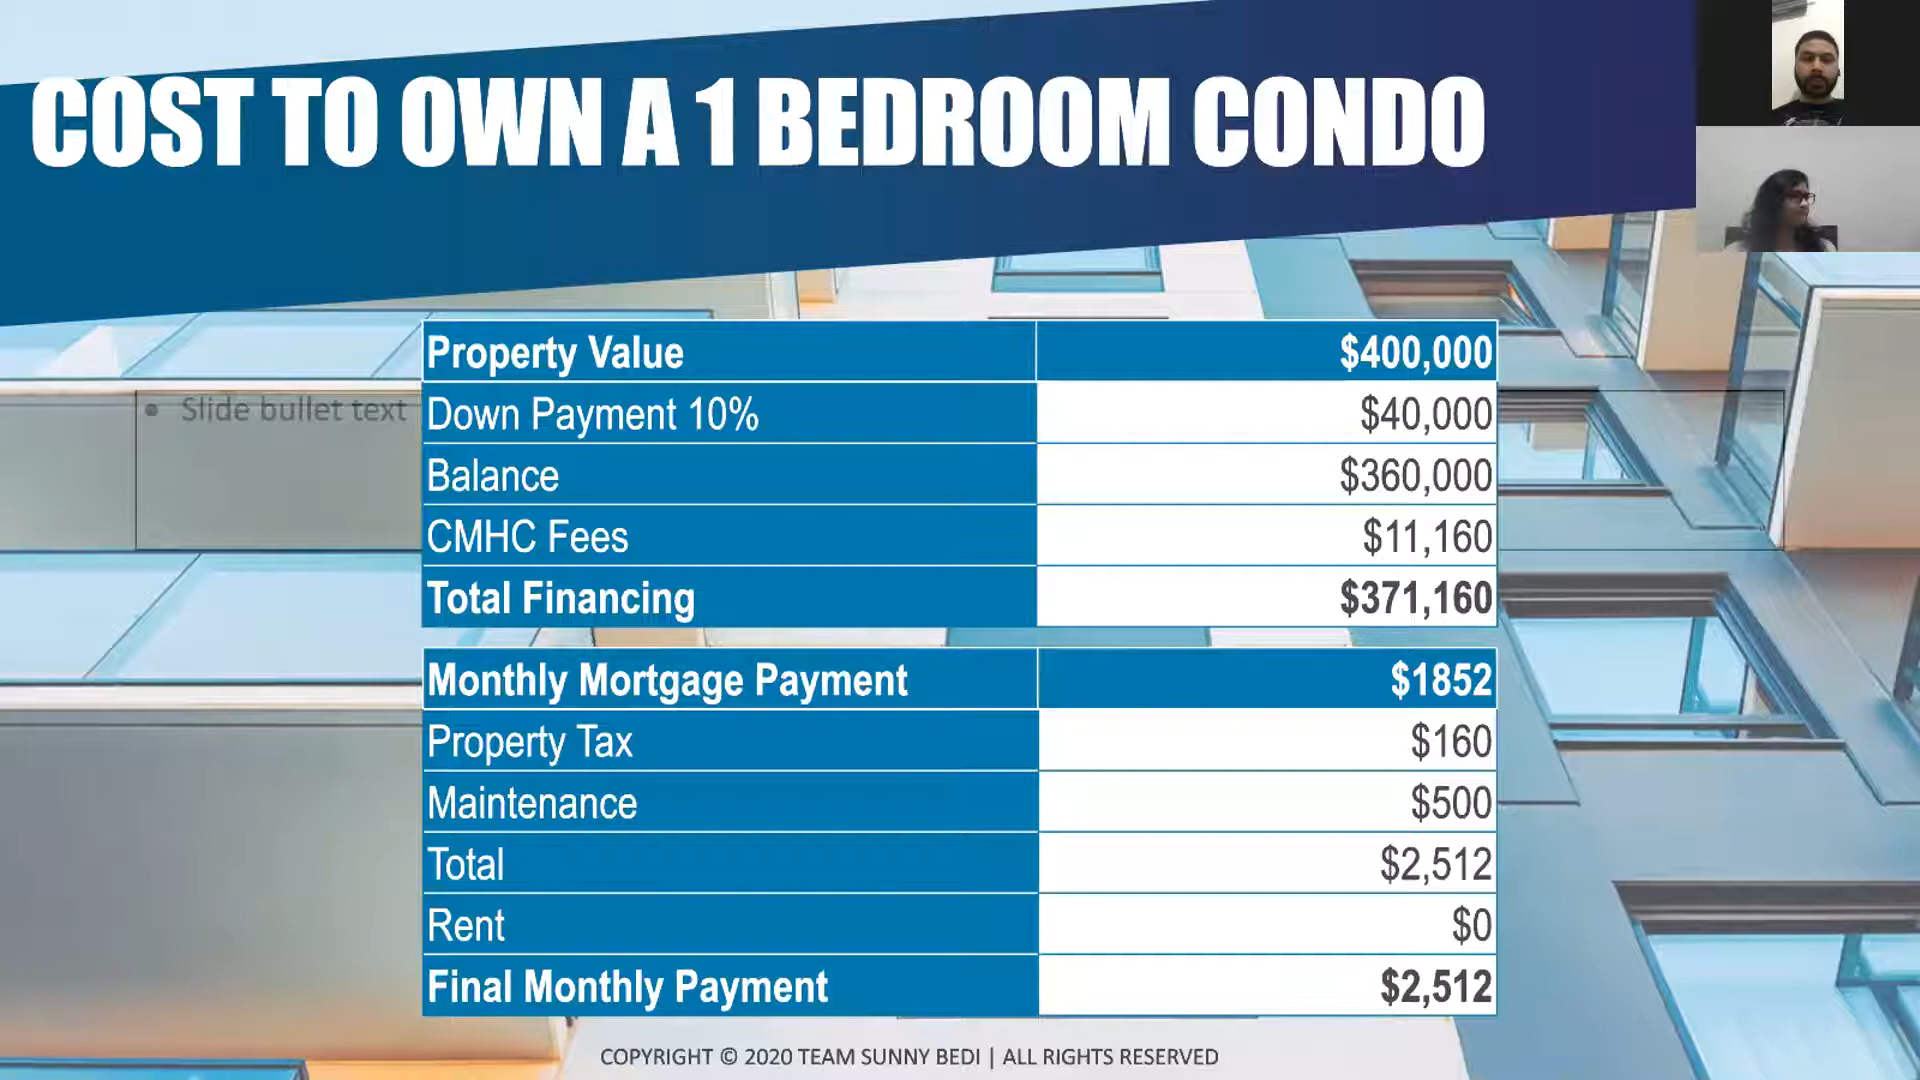 COST TO OWN A 1 BEDROOM CONDO
• Slide bullet text
Property Value $400,000
Down Payment 10% $40,000
Balance $360,000
CMHC Fees $11,160
Total Financing $371,160
Monthly Mortgage Payment $1852
Property Tax $160
Maintenance $500
Total $2,512
Rent $0
Final Monthly Payment $2,512
COPYRIGHT © 2020 TEAM SUNNY BEDI | ALL RIGHTS RESERVED